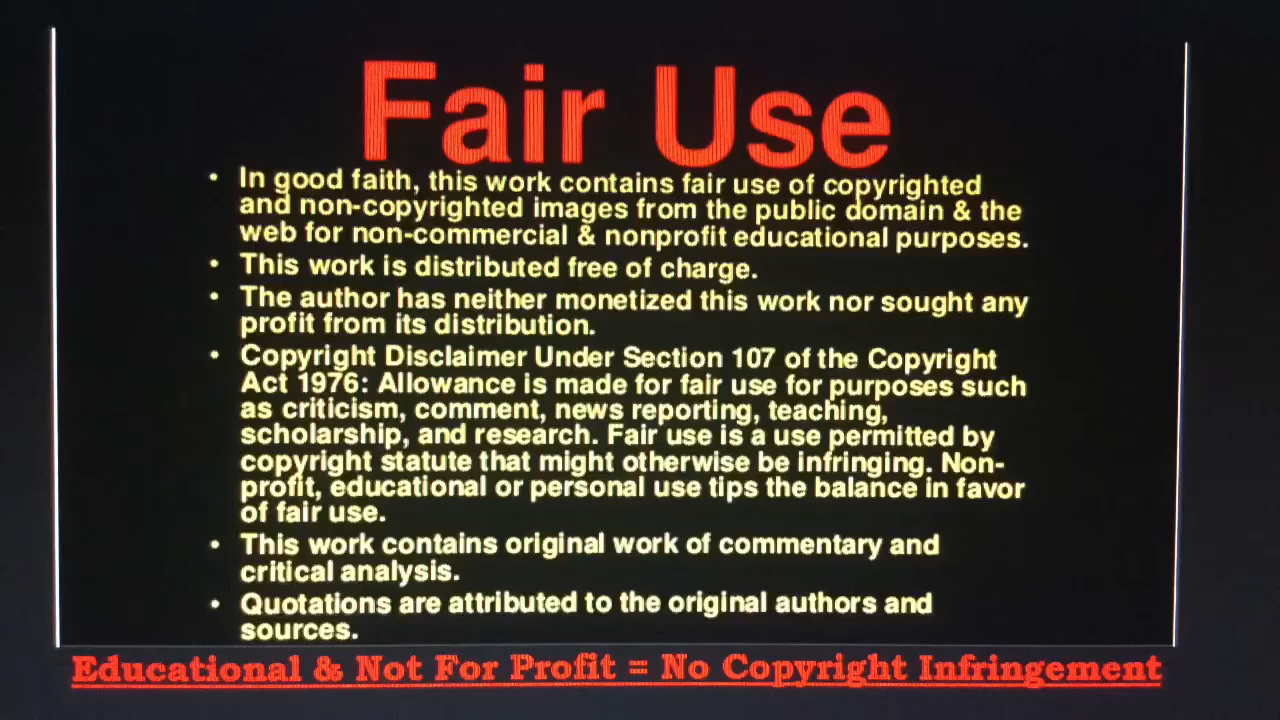 Fair Use
• In good faith, this work contains fair use of copyrighted
and non-copyrighted images from the public domain & the
web for non-commercial & nonprofit educational purposes.
• This work is distributed free of charge.
• The author has neither monetized this work nor sought any
profit from its distribution.
• Copyright Disclaimer Under Section 107 of the Copyright
Act 1976: Allowance is made for fair use for purposes such
as criticism, comment, news reporting, teaching,
scholarship, and research. Fair use is a use permitted by
copyright statute that might otherwise be infringing. Non-
profit, educational or personal use tips the balance in favor
of fair use.
• This work contains original work of commentary and
critical analysis.
• Quotations are attributed to the original authors and
sources.
Educational & Not For Profit = No Copyright Infringement